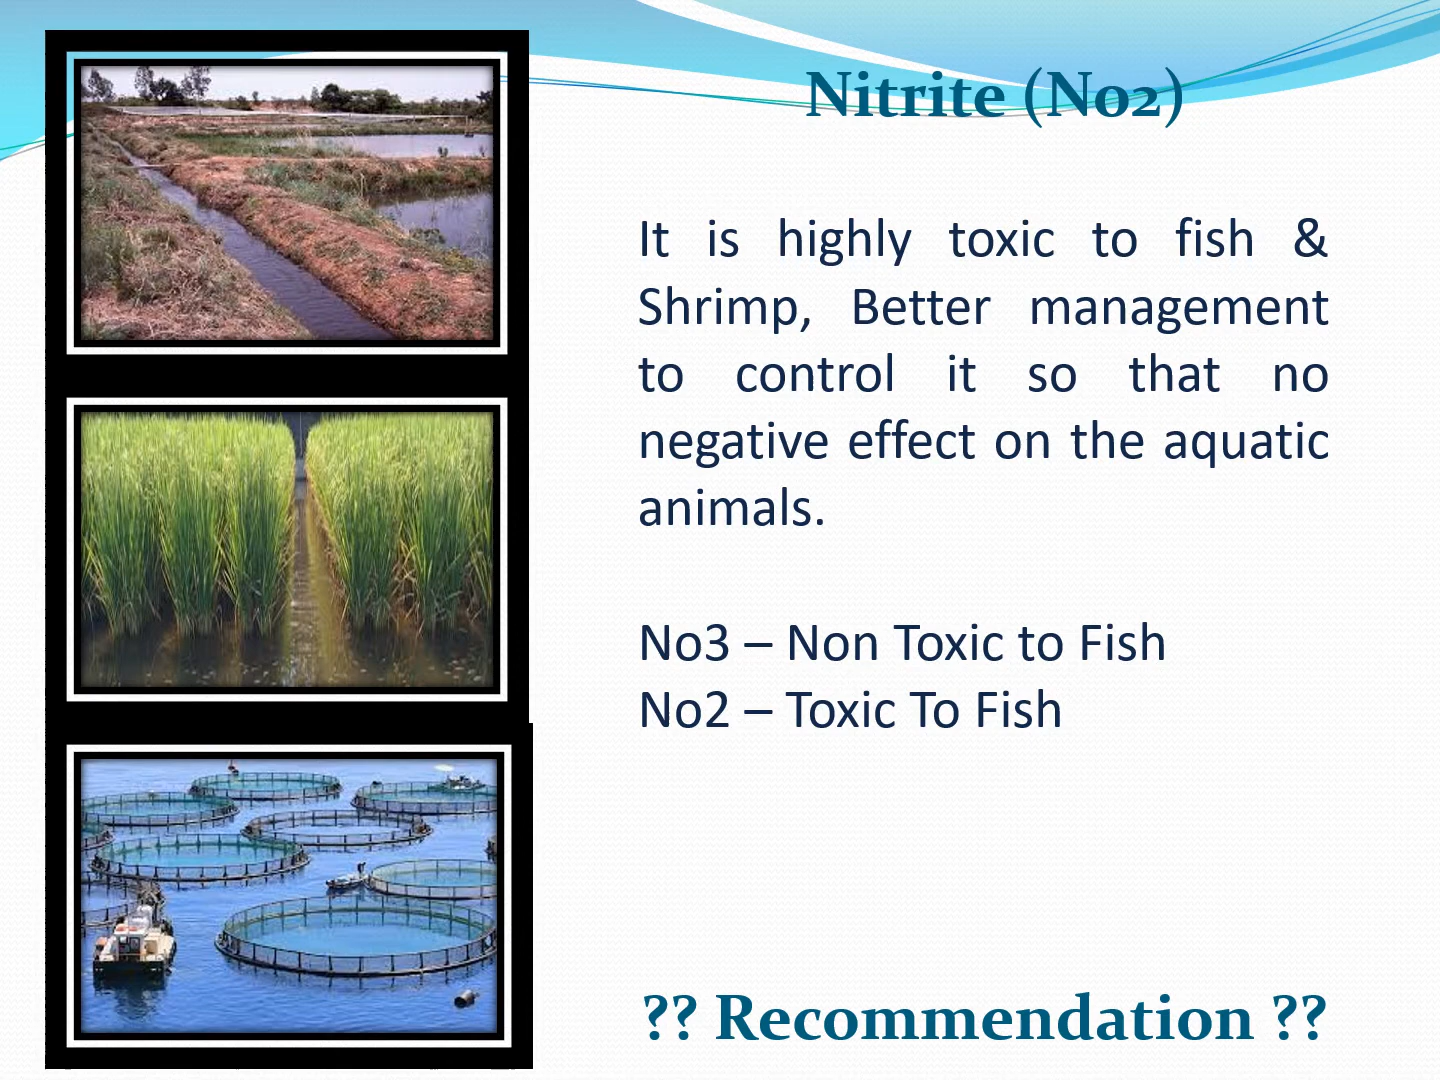 Nitrite (No2)
It is highly toxic to fish &
Shrimp, Better management
to control it so that no
negative effect on the aquatic
animals.
No3 – Non Toxic to Fish
No2 – Toxic To Fish
?? Recommendation ??